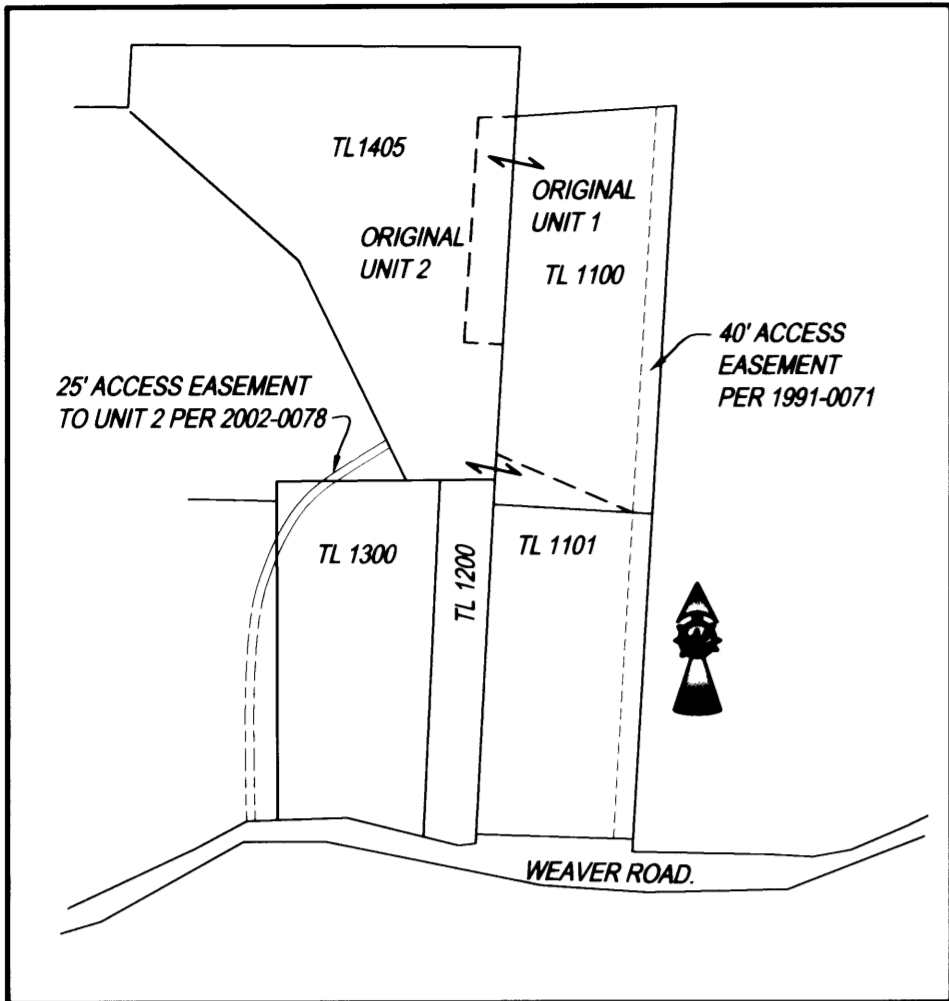 TL1405
ORIGINAL
UNIT 1
ORIGINAL
UNIT 2
TL 1100
40' ACCESS
EASEMENT
PER 1991-0071
25' ACCESS EASEMENT
TO UNIT 2 PER 2002-0078
TL 1300
TL 1200
TL 1101
WEAVER ROAD.